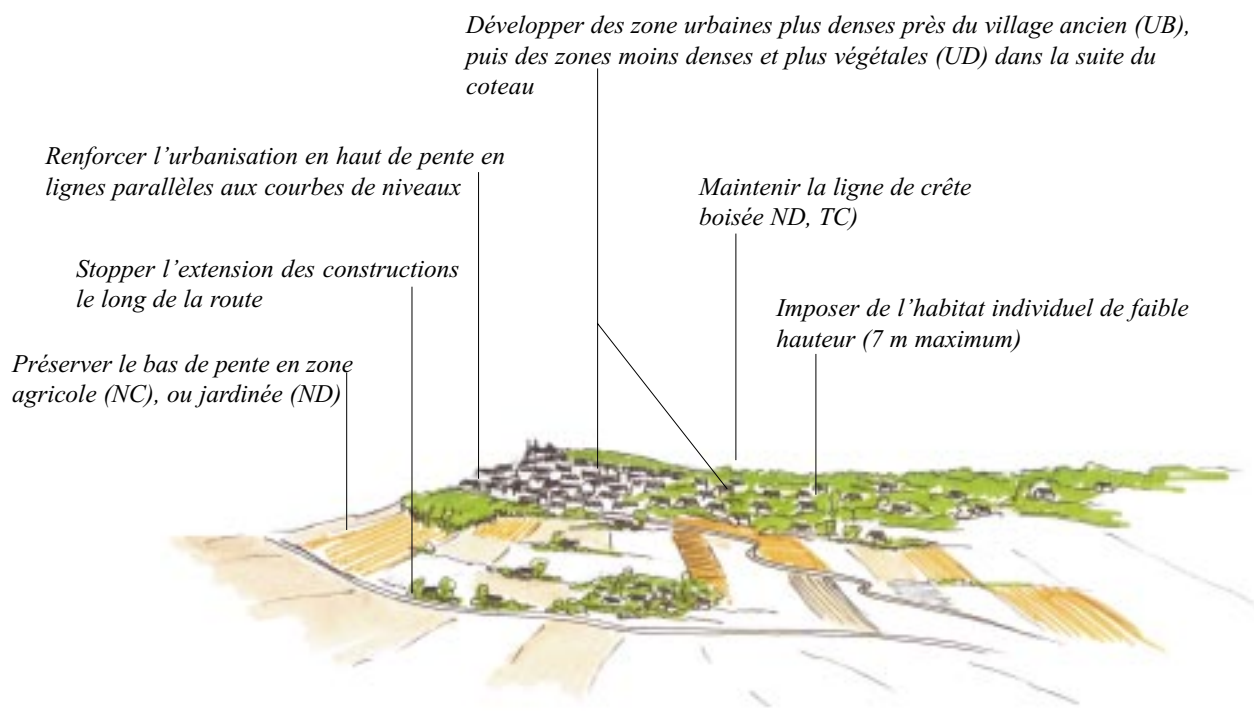 Développer des zone urbaines plus denses près du village ancien (UB),
puis des zones moins denses et plus végétales (UD) dans la suite du
coteau
Renforcer l’urbanisation en haut de pente en
lignes parallèles aux courbes de niveaux
Maintenir la ligne de crête
boisée ND, TC)
Stopper l’extension des constructions
le long de la route
Imposer de l’habitat individuel de faible
hauteur (7 m maximum)
Préserver le bas de pente en zone
agricole (NC), ou jardinée (ND)